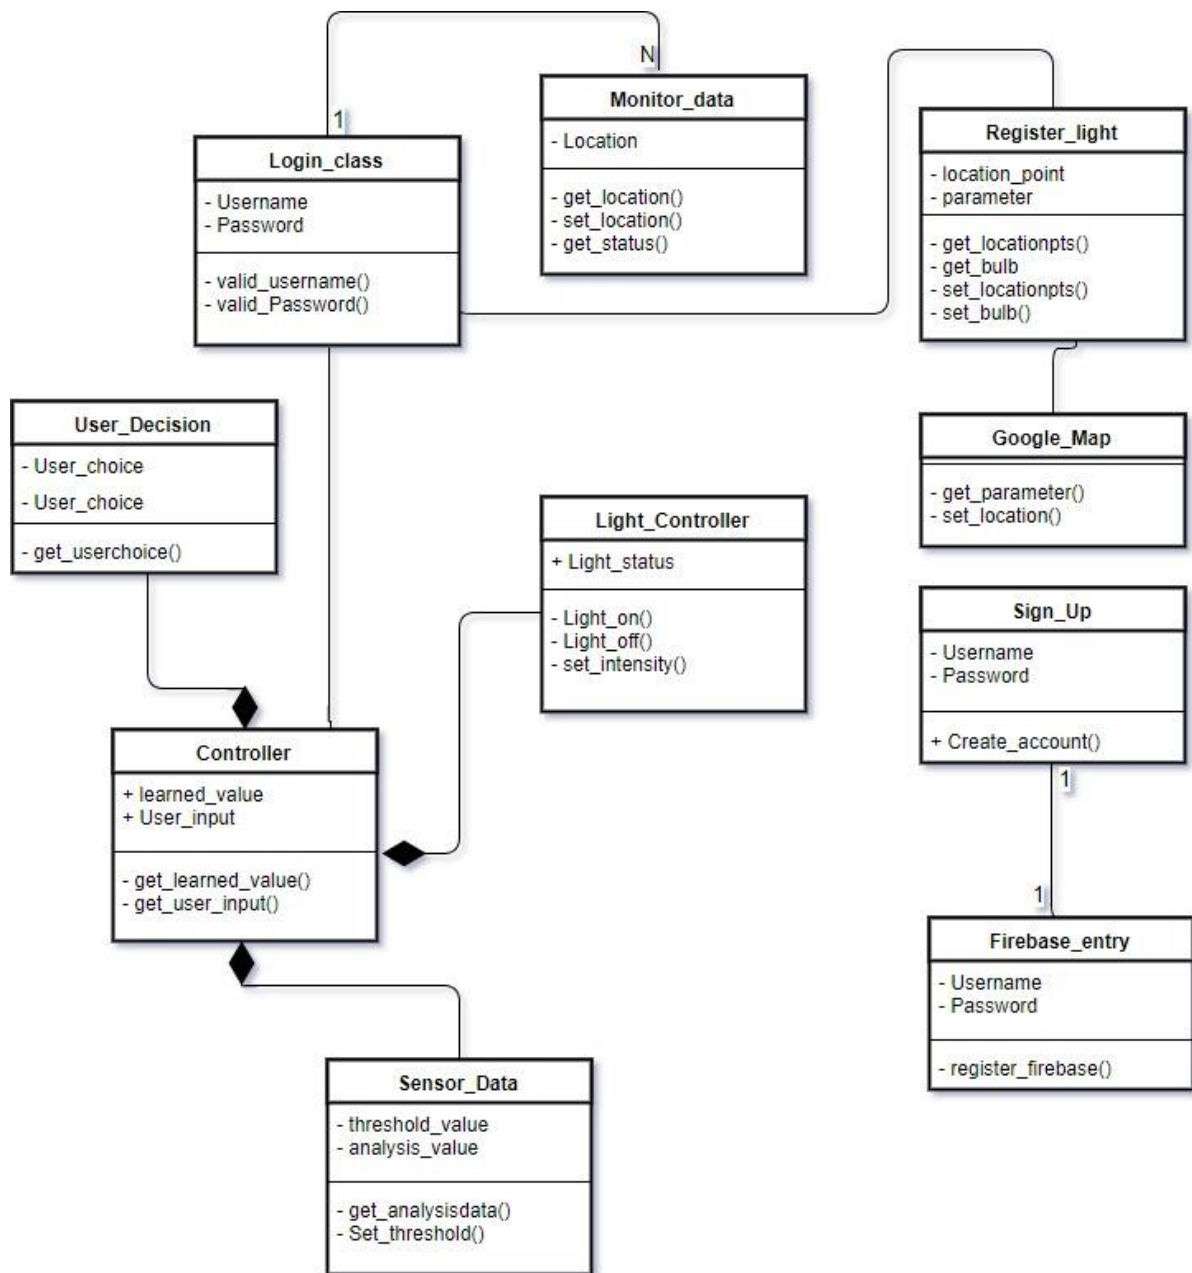 N
1
Monitor_data
- Location
- get_location()
- set_location()
- get_status()
Login_class
- Username
- Password
- valid_username()
- valid_Password()
Register_light
- location_point
- parameter
- get_locationpts()
- get_bulb
- set_locationpts()
- set_bulb()
User_Decision
- User_choice
- User_choice
- get_userchoice()
Google_Map
- get_parameter()
- set_location()
Light_Controller
+ Light_status
- Light_on()
- Light_off()
- set_intensity()
Sign_Up
- Username
- Password
+ Create_account()
1
1
Controller
+ learned_value
+ User_input
- get_learned_value()
- get_user_input()
Firebase_entry
- Username
- Password
- register_firebase()
Sensor_Data
- threshold_value
- analysis_value
- get_analysisdata()
- Set_threshold()